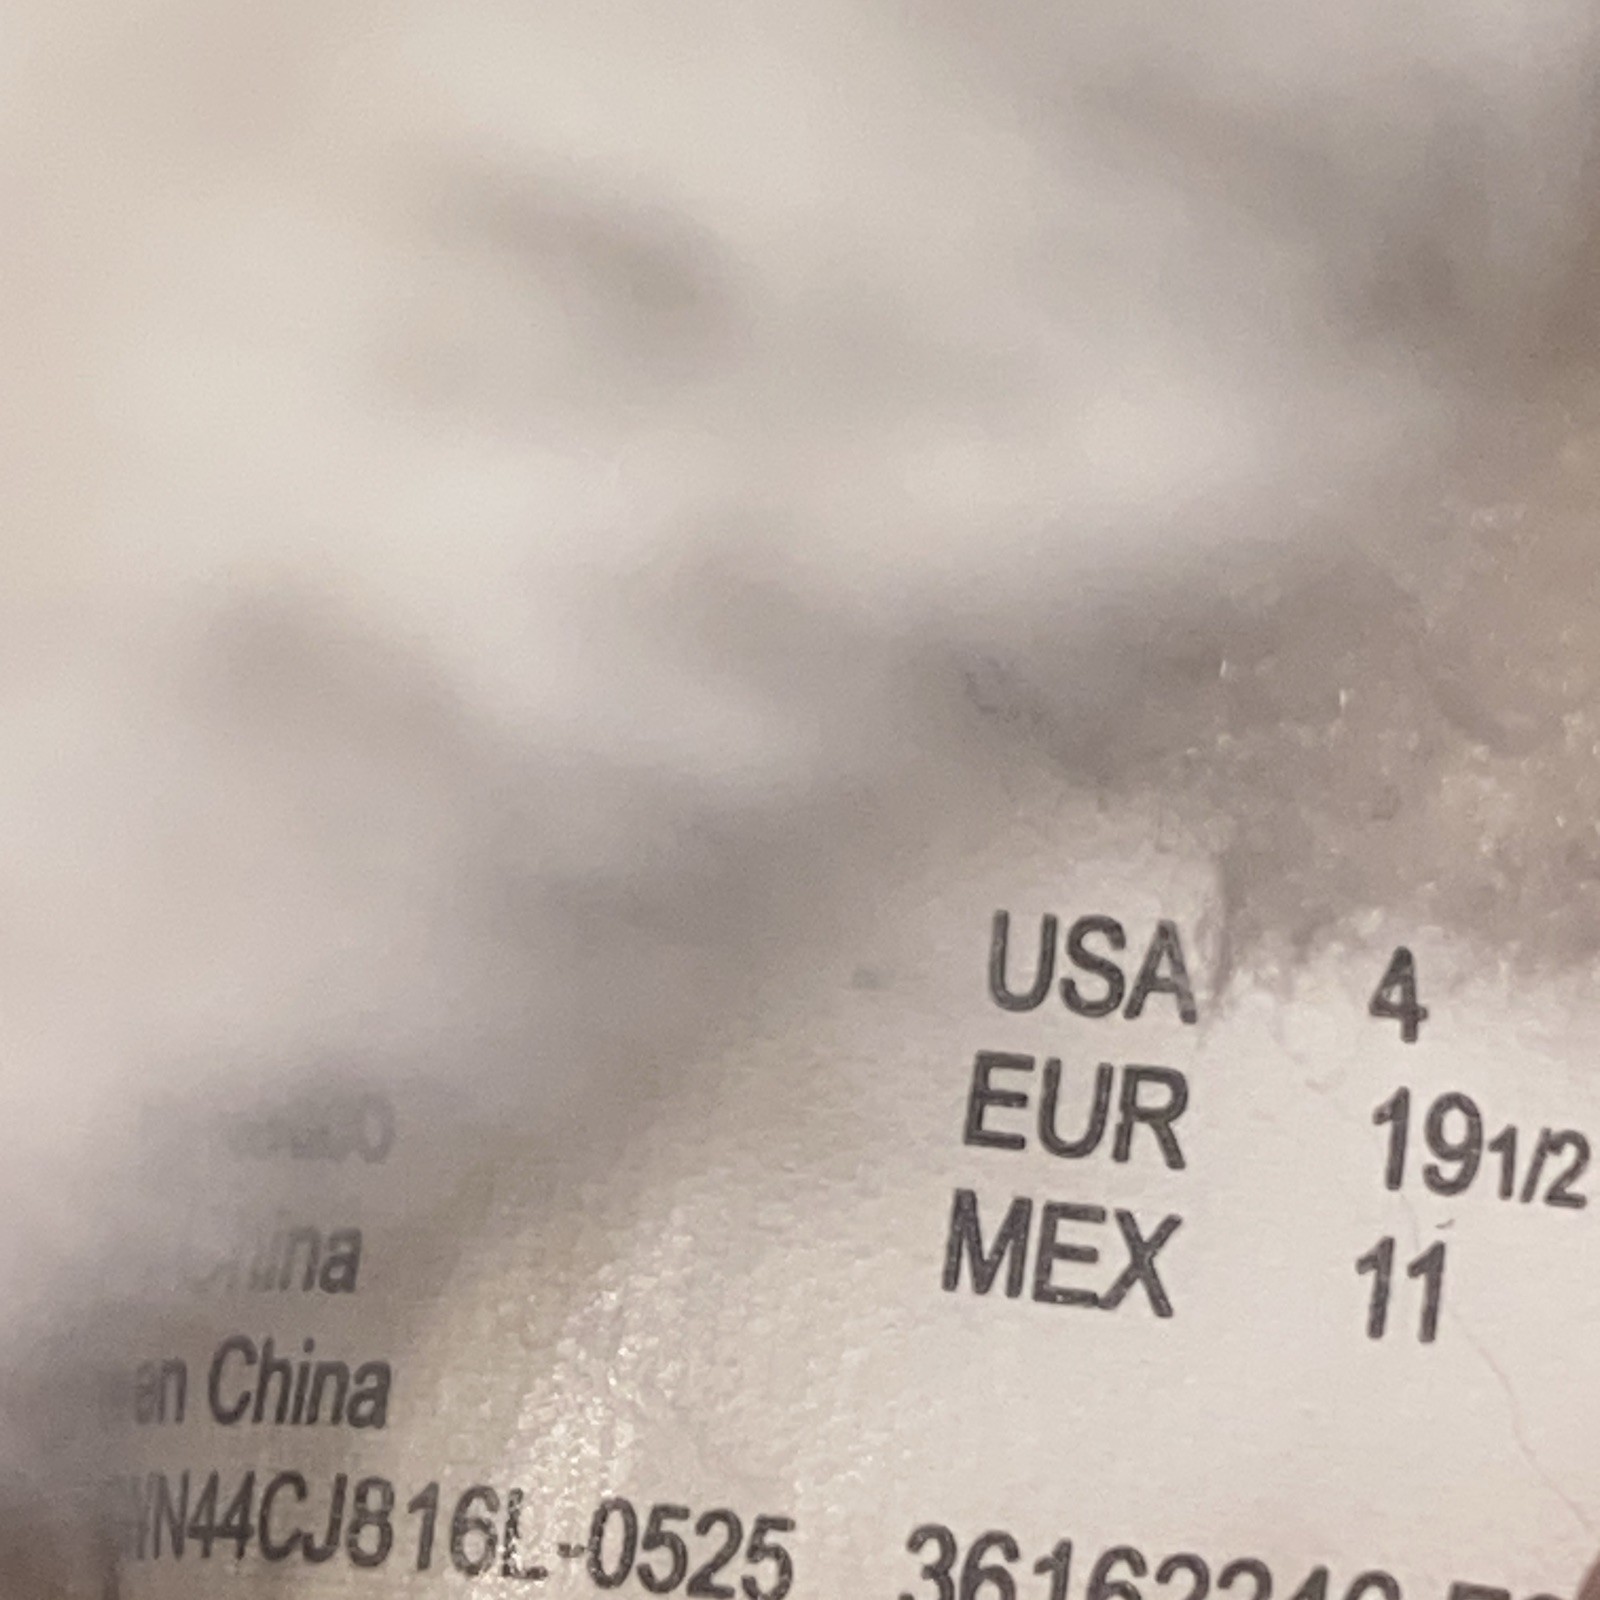 USA 4
EUR 19 1/2
MEX 11
China
en China
N44CJ816L-0525